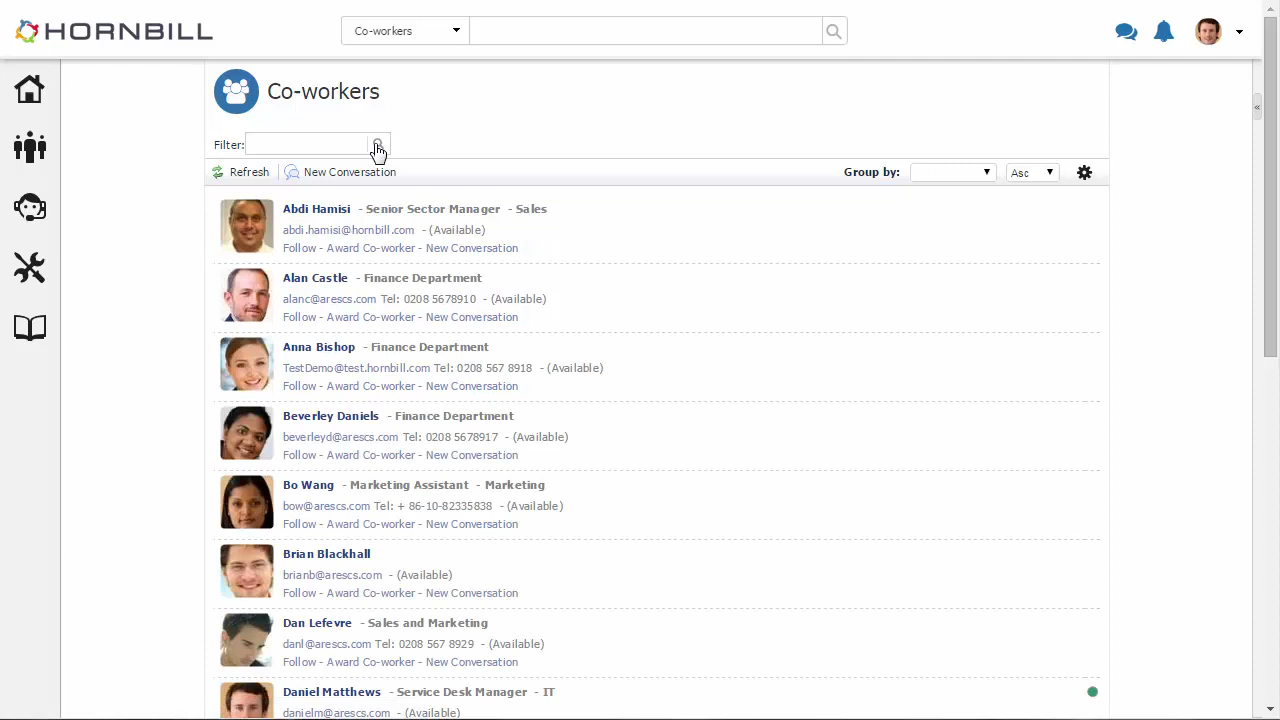 HORNBILL
Co-workers
Co-workers
Filter:
Refresh New Conversation Group by: Asc
Abdi Hamisi - Senior Sector Manager - Sales
abdi.hamisi@hornbill.com - (Available)
Follow - Award Co-worker - New Conversation
Alan Castle - Finance Department
alanc@arescs.com Tel: 0208 5678910 - (Available)
Follow - Award Co-worker - New Conversation
Anna Bishop - Finance Department
TestDemo@test.hornbill.com Tel: 0208 567 8918 - (Available)
Follow - Award Co-worker - New Conversation
Beverley Daniels - Finance Department
beverleyd@arescs.com Tel: 0208 5678917 - (Available)
Follow - Award Co-worker - New Conversation
Bo Wang - Marketing Assistant - Marketing
bow@arescs.com Tel: + 86-10-82335838 - (Available)
Follow - Award Co-worker - New Conversation
Brian Blackhall
brianb@arescs.com - (Available)
Follow - Award Co-worker - New Conversation
Dan Lefevre - Sales and Marketing
danl@arescs.com Tel: 0208 567 8929 - (Available)
Follow - Award Co-worker - New Conversation
Daniel Matthews - Service Desk Manager - IT
danielm@arescs.com - (Available)